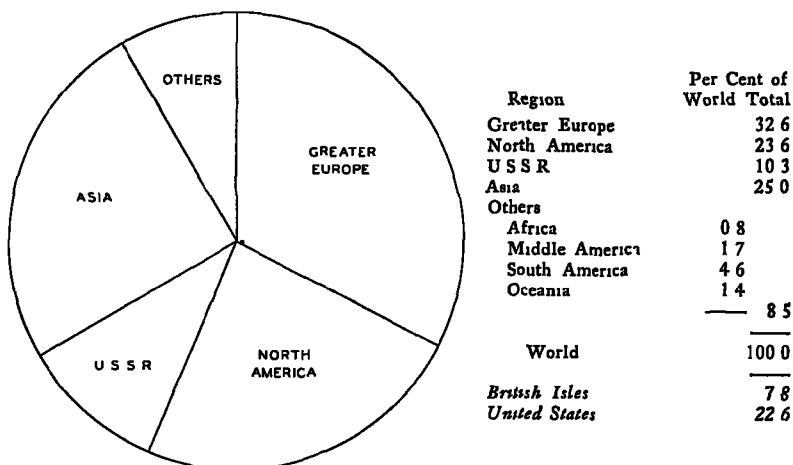 OTHERS
GREATER
EUROPE
ASIA
U S S R
NORTH
AMERICA
Per Cent of
Region World Total
Greater Europe 32 6
North America 23 6
U S S R 10 3
Asia 25 0
Others
Africa 0 8
Middle America 1 7
South America 4 6
Oceania 1 4
8 5
World 100 0
British Isles 7 8
United States 22 6